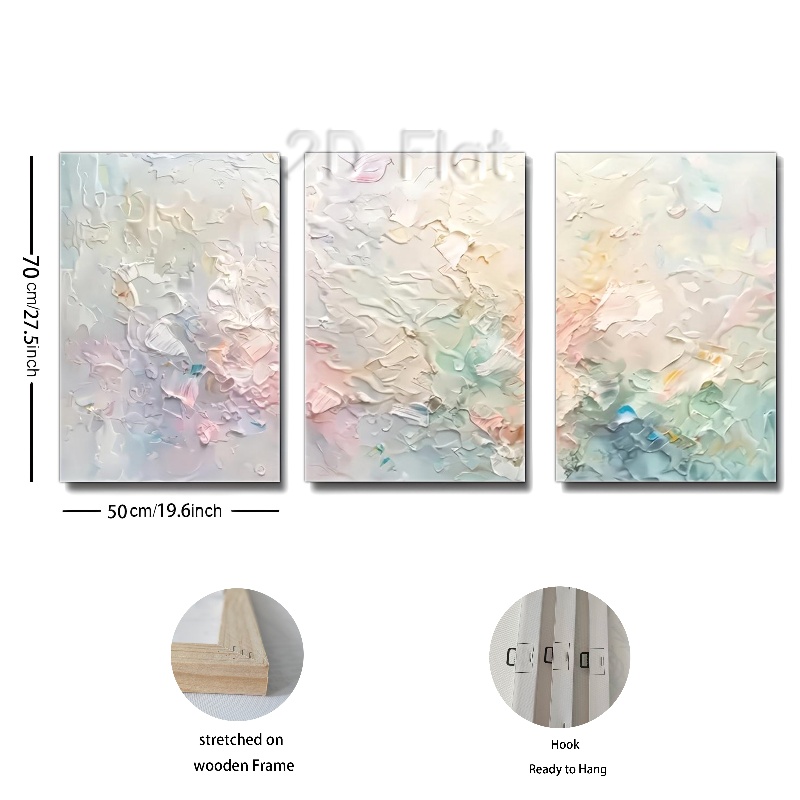 2D Flat
70 cm/27.5inch
50cm/19.6inch
stretched on
wooden Frame
Hook
Ready to Hang